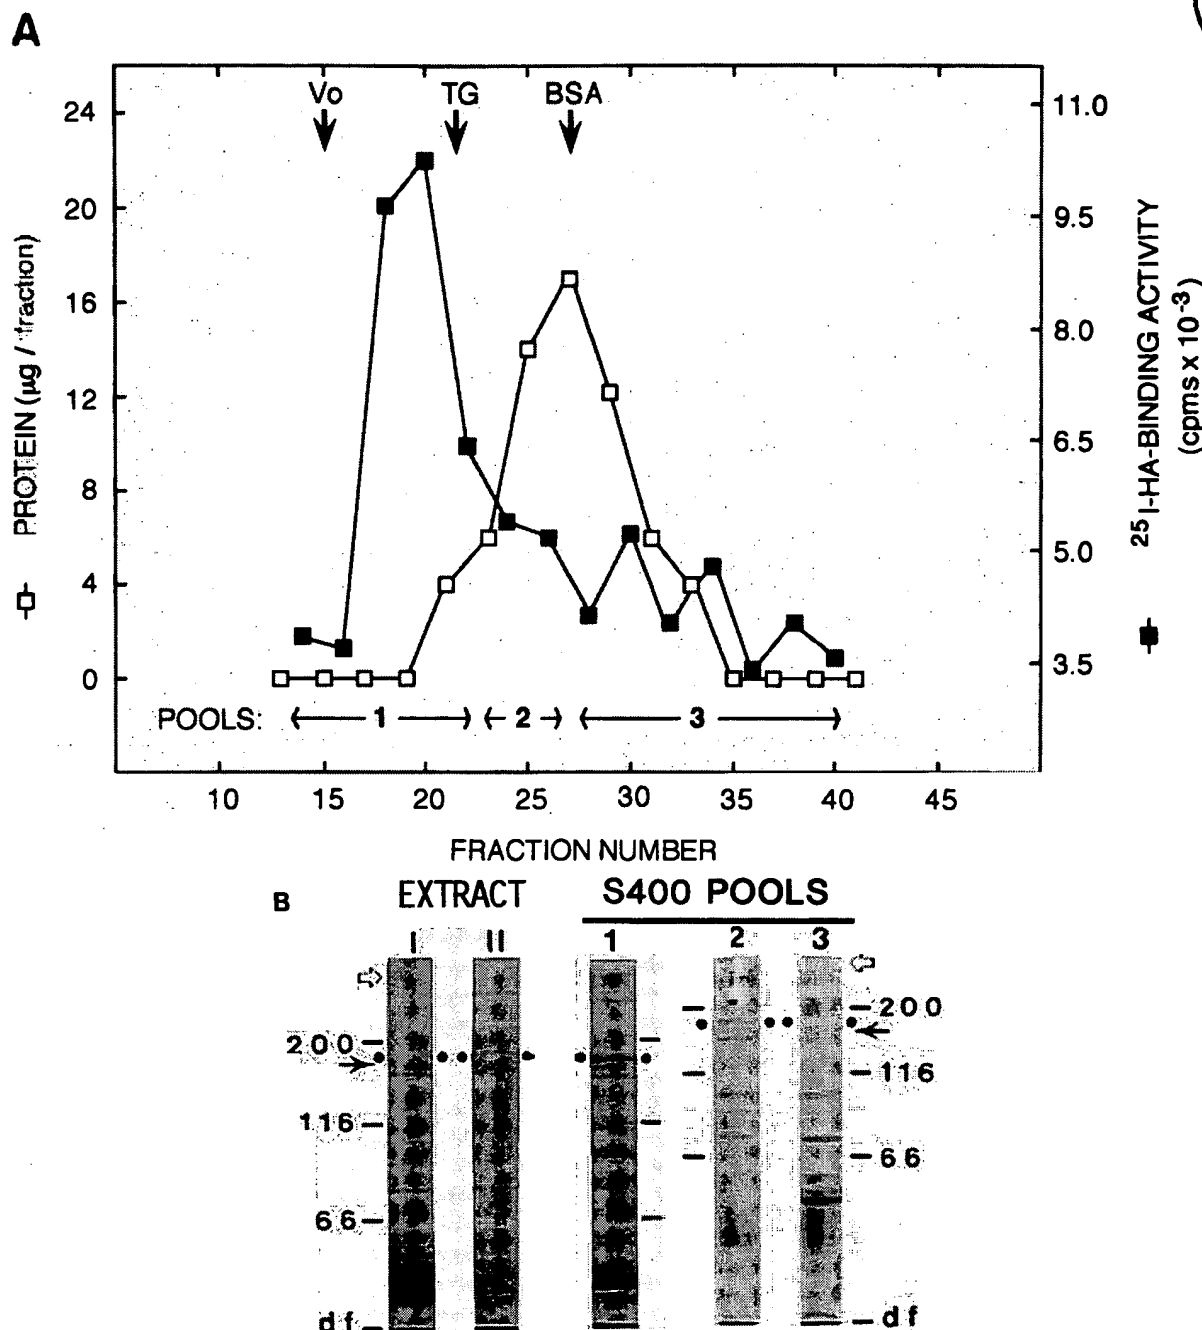 A
Vo TG BSA
24 11.0
20 9.5
16 8.0
12 6.5
8 5.0
4 3.5
0
PROTEIN (µg / fraction)
25I-HA-BINDING ACTIVITY
(cpms x 10-3)
POOLS: 1 2 3
10 15 20 25 30 35 40 45
FRACTION NUMBER
B EXTRACT S400 POOLS
I II 1 2 3
200 200
116 116
66 66
df df